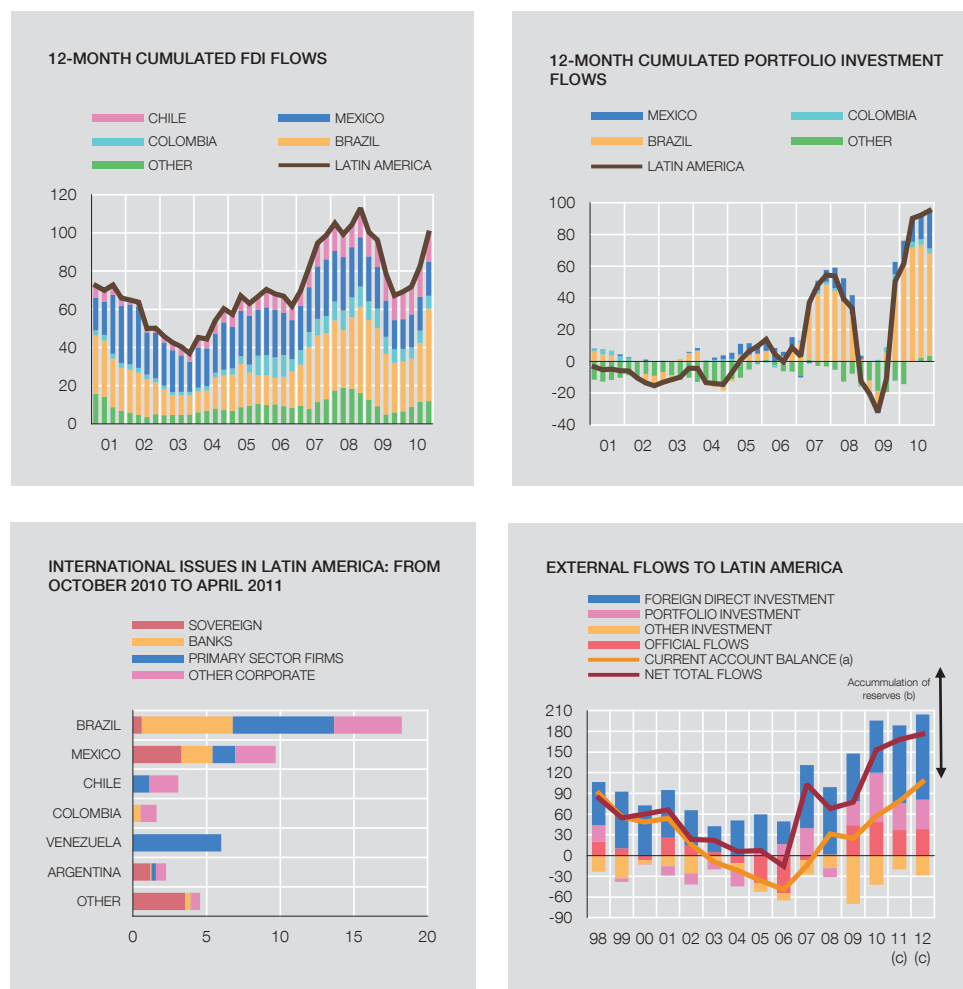 12-MONTH CUMULATED FDI FLOWS
CHILE
MEXICO
COLOMBIA
BRAZIL
OTHER
LATIN AMERICA
120
100
80
60
40
20
0
01 02 03 04 05 06 07 08 09 10
12-MONTH CUMULATED PORTFOLIO INVESTMENT
FLOWS
MEXICO
COLOMBIA
BRAZIL
OTHER
LATIN AMERICA
100
80
60
40
20
0
-20
-40
01 02 03 04 05 06 07 08 09 10
INTERNATIONAL ISSUES IN LATIN AMERICA: FROM
OCTOBER 2010 TO APRIL 2011
SOVEREIGN
BANKS
PRIMARY SECTOR FIRMS
OTHER CORPORATE
BRAZIL
MEXICO
CHILE
COLOMBIA
VENEZUELA
ARGENTINA
OTHER
0 5 10 15 20
EXTERNAL FLOWS TO LATIN AMERICA
FOREIGN DIRECT INVESTMENT
PORTFOLIO INVESTMENT
OTHER INVESTMENT
OFFICIAL FLOWS
CURRENT ACCOUNT BALANCE (a)
NET TOTAL FLOWS
Accummulation of
reserves (b)
210
180
150
120
90
60
30
0
-30
-60
-90
98 99 00 01 02 03 04 05 06 07 08 09 10 11 12
(c) (c)